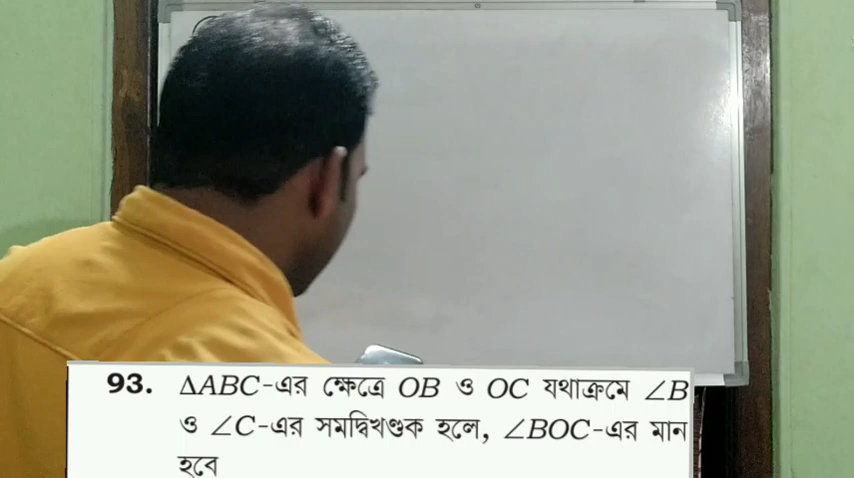 93. ΔABC-এর ক্ষেত্রে OB ও OC যথাক্রমে ∠B
ও ∠C-এর সমদ্বিখণ্ডক হলে, ∠BOC-এর মান
হবে